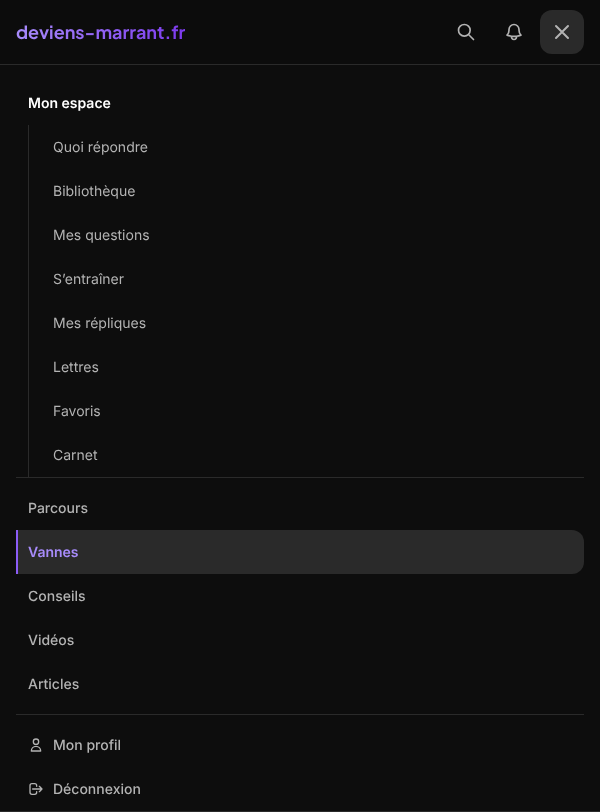 deviens-marrant.fr
Mon espace
Quoi répondre
Bibliothèque
Mes questions
S’entraîner
Mes répliques
Lettres
Favoris
Carnet
Parcours
Vannes
Conseils
Vidéos
Articles
Mon profil
Déconnexion